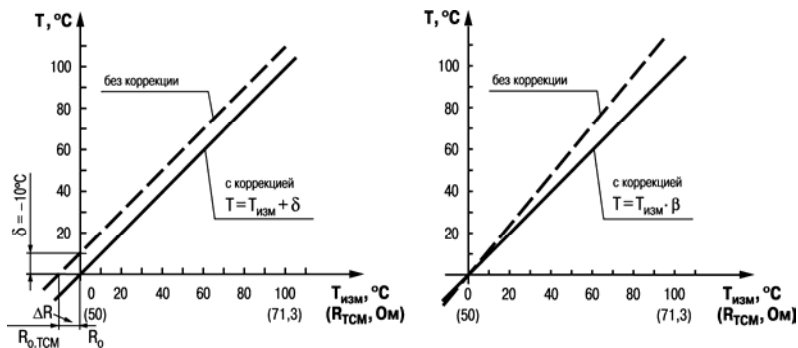 T, °C
100
80
60
40
20
без коррекции
с коррекцией
T=Tизм + δ
δ = –10°C
0 20 40 60 80 100
Tизм, °C
(50) (71,3) (RТСМ, Ом)
ΔR
Rо.ТСМ Rо
T, °C
100
80
60
40
20
без коррекции
с коррекцией
T=Tизм · β
0 20 40 60 80 100
Tизм, °C
(50) (71,3) (RТСМ, Ом)